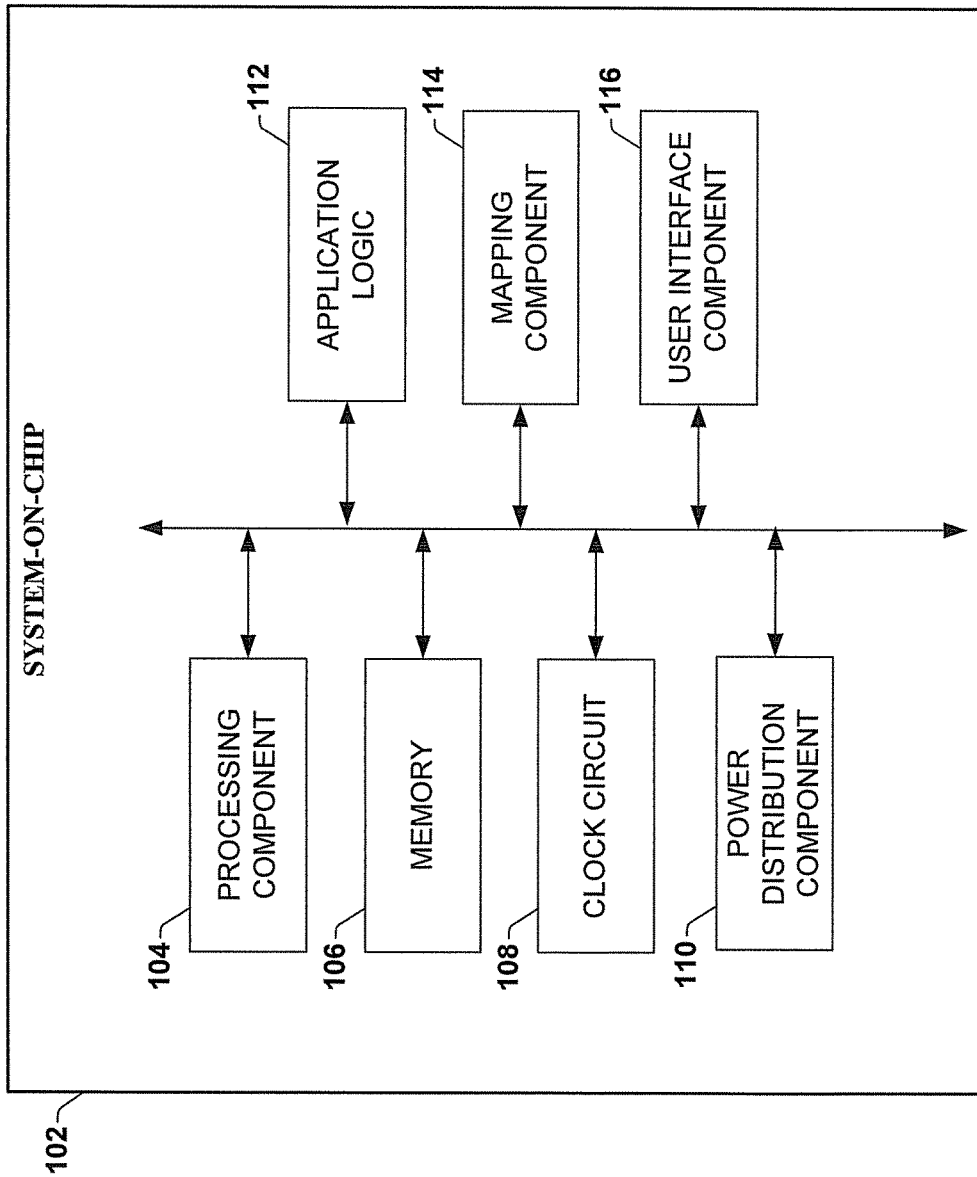 SYSTEM-ON-CHIP
102
104
PROCESSING
COMPONENT
106
MEMORY
108
CLOCK CIRCUIT
110
POWER
DISTRIBUTION
COMPONENT
112
APPLICATION
LOGIC
114
MAPPING
COMPONENT
116
USER INTERFACE
COMPONENT